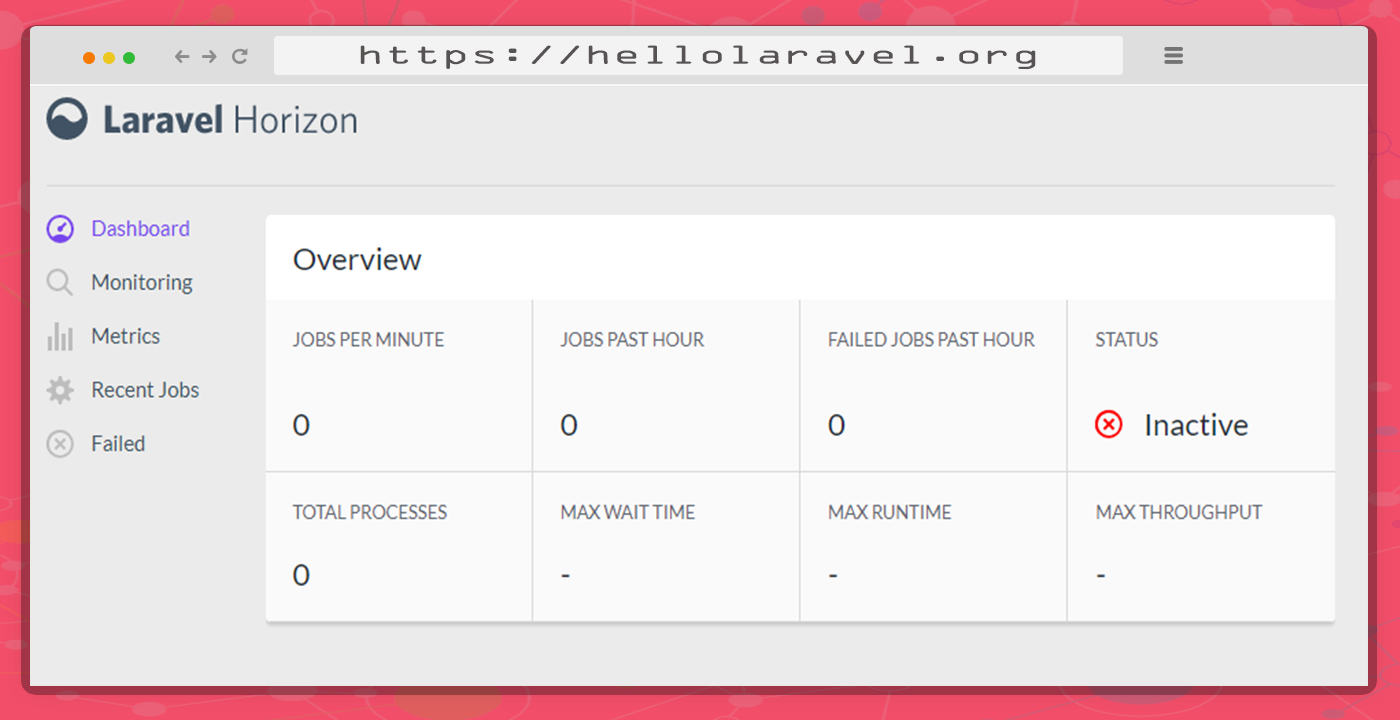 https://hellolaravel.org
Laravel Horizon
Dashboard
Monitoring
Metrics
Recent Jobs
Failed
Overview
JOBS PER MINUTE
0
JOBS PAST HOUR
0
FAILED JOBS PAST HOUR
0
STATUS
Inactive
TOTAL PROCESSES
0
MAX WAIT TIME
-
MAX RUNTIME
-
MAX THROUGHPUT
-